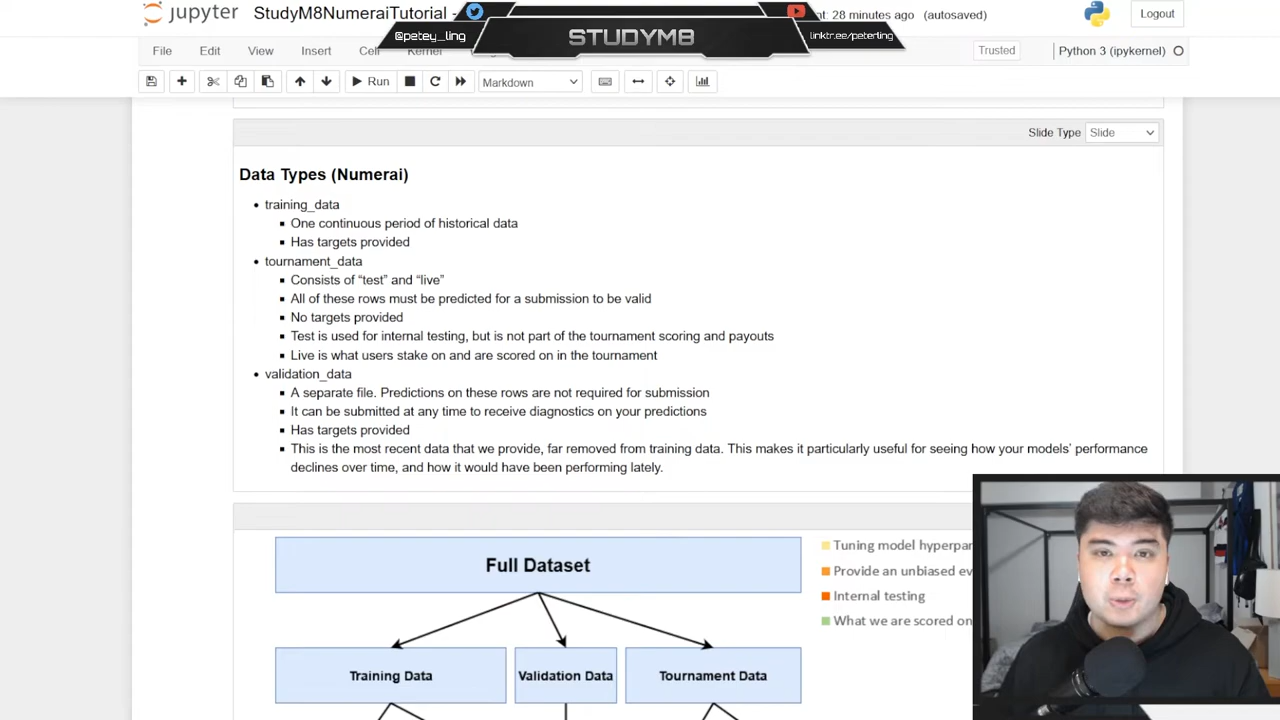 jupyter StudyM8NumeraiTutorial - 28 minutes ago (autosaved) Logout
@petey_ling STUDYM8 linktr.ee/peterling
File Edit View Insert Cell Kernel Trusted Python 3 (ipykernel)
Run Markdown
Slide Type Slide
Data Types (Numerai)
• training_data
▪ One continuous period of historical data
▪ Has targets provided
• tournament_data
▪ Consists of “test” and “live”
▪ All of these rows must be predicted for a submission to be valid
▪ No targets provided
▪ Test is used for internal testing, but is not part of the tournament scoring and payouts
▪ Live is what users stake on and are scored on in the tournament
• validation_data
▪ A separate file. Predictions on these rows are not required for submission
▪ It can be submitted at any time to receive diagnostics on your predictions
▪ Has targets provided
▪ This is the most recent data that we provide, far removed from training data. This makes it particularly useful for seeing how your models’ performance
declines over time, and how it would have been performing lately.
Full Dataset
Tuning model hyperpar
Provide an unbiased ev
Internal testing
What we are scored on
Training Data Validation Data Tournament Data